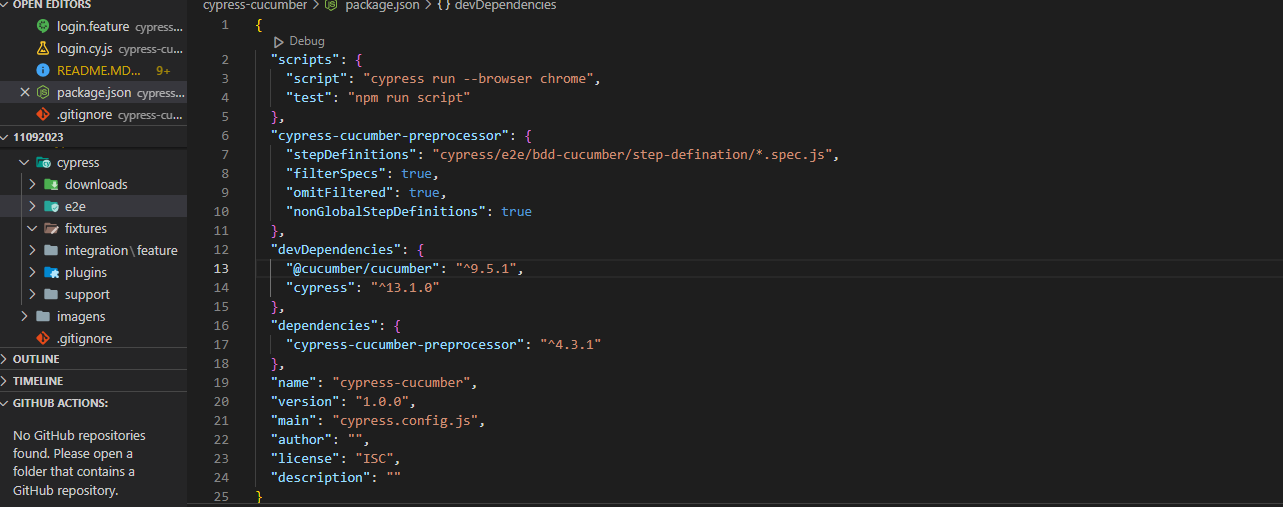 OPEN EDITORS
login.feature cypress-...
login.cy.js cypress-cu...
README.MD... 9+
package.json cypress...
.gitignore cypress-cu...
11092023
cypress
downloads
e2e
fixtures
integration\feature
plugins
support
imagens
.gitignore
OUTLINE
TIMELINE
GITHUB ACTIONS:
No GitHub repositories
found. Please open a
folder that contains a
GitHub repository.
cypress-cucumber > package.json > { } devDependencies
1 {
Debug
2 "scripts": {
3 "script": "cypress run --browser chrome",
4 "test": "npm run script"
5 },
6 "cypress-cucumber-preprocessor": {
7 "stepDefinitions": "cypress/e2e/bdd-cucumber/step-defination/*.spec.js",
8 "filterSpecs": true,
9 "omitFiltered": true,
10 "nonGlobalStepDefinitions": true
11 },
12 "devDependencies": {
13 "@cucumber/cucumber": "^9.5.1",
14 "cypress": "^13.1.0"
15 },
16 "dependencies": {
17 "cypress-cucumber-preprocessor": "^4.3.1"
18 },
19 "name": "cypress-cucumber",
20 "version": "1.0.0",
21 "main": "cypress.config.js",
22 "author": "",
23 "license": "ISC",
24 "description": ""
25 }